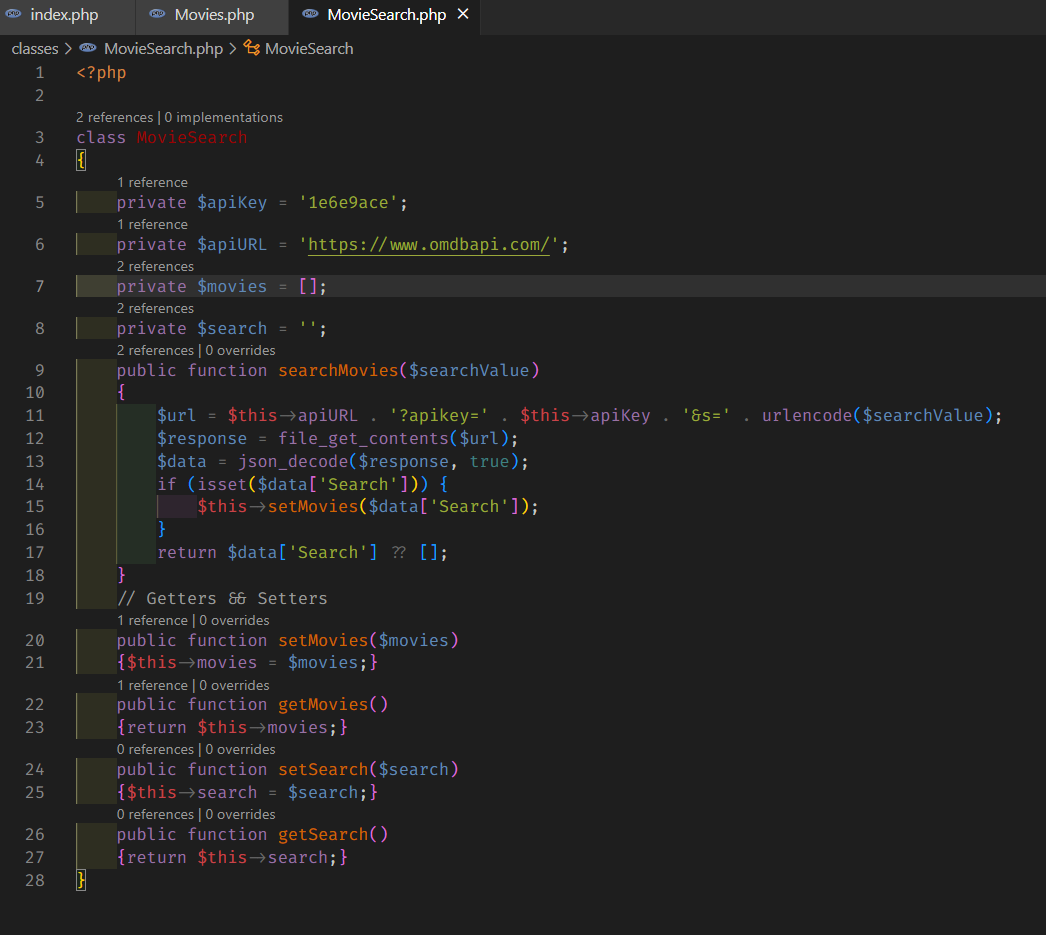 index.php Movies.php MovieSearch.php ×
classes > MovieSearch.php > MovieSearch
1 <?php
2
2 references | 0 implementations
3 class MovieSearch
4 {
1 reference
5     private $apiKey = '1e6e9ace';
1 reference
6     private $apiURL = 'https://www.omdbapi.com/';
2 references
7     private $movies = [];
2 references
8     private $search = '';
2 references | 0 overrides
9     public function searchMovies($searchValue)
10     {
11         $url = $this->apiURL . '?apikey=' . $this->apiKey . '&s=' . urlencode($searchValue);
12         $response = file_get_contents($url);
13         $data = json_decode($response, true);
14         if (isset($data['Search'])) {
15             $this->setMovies($data['Search']);
16         }
17         return $data['Search'] ?? [];
18     }
19     // Getters && Setters
1 reference | 0 overrides
20     public function setMovies($movies)
21     {$this->movies = $movies;}
1 reference | 0 overrides
22     public function getMovies()
23     {return $this->movies;}
0 references | 0 overrides
24     public function setSearch($search)
25     {$this->search = $search;}
0 references | 0 overrides
26     public function getSearch()
27     {return $this->search;}
28 }